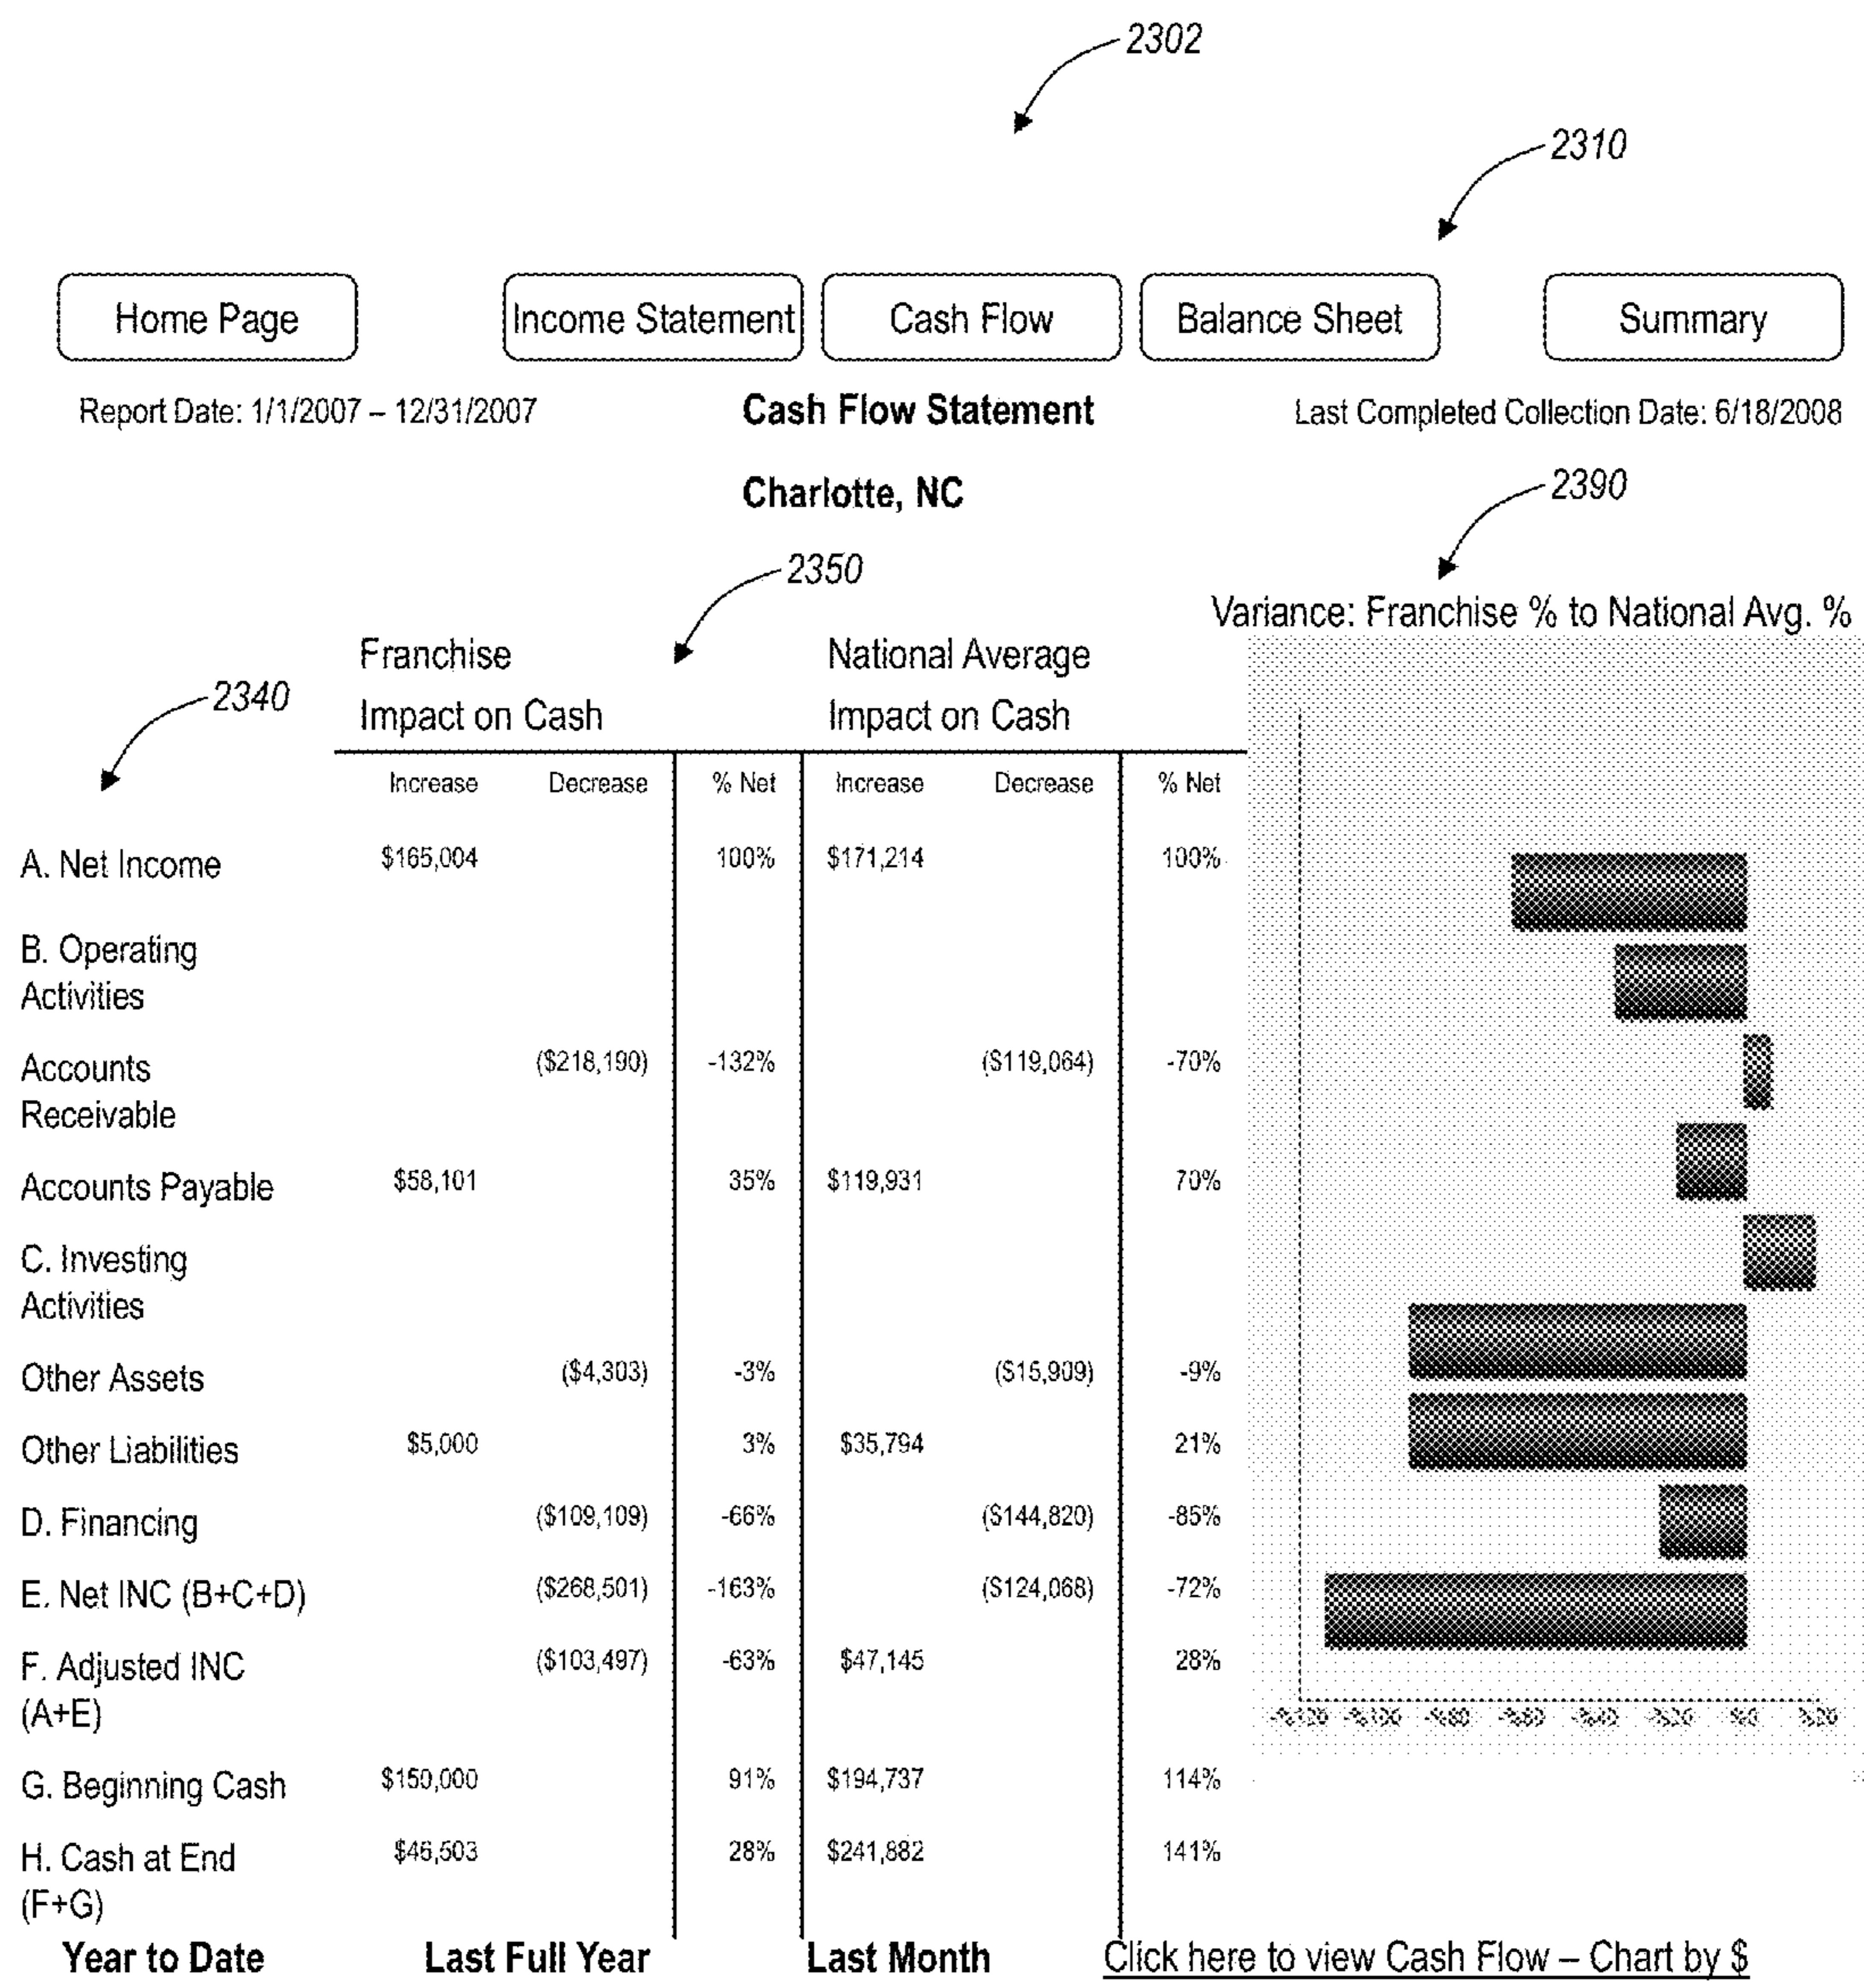 2302
2310
Home Page Income Statement Cash Flow Balance Sheet Summary
Report Date: 1/1/2007 – 12/31/2007 Cash Flow Statement Last Completed Collection Date: 6/18/2008
Charlotte, NC
2390
2350
Variance: Franchise % to National Avg. %
Franchise National Average
2340
Impact on Cash Impact on Cash
Increase Decrease % Net Increase Decrease % Net
A. Net Income $165,004 100% $171,214 100%
B. Operating
Activities
Accounts ($218,190) -132% ($119,064) -70%
Receivable
Accounts Payable $58,101 35% $119,931 70%
C. Investing
Activities
Other Assets ($4,303) -3% ($15,909) -9%
Other Liabilities $5,000 3% $35,794 21%
D. Financing ($109,109) -66% ($144,820) -85%
E. Net INC (B+C+D) ($268,501) -163% ($124,068) -72%
F. Adjusted INC ($103,497) -63% $47,145 28%
(A+E)
-%120 -%100 -%80 -%60 -%40 -%20 %0 %20
G. Beginning Cash $150,000 91% $194,737 114%
H. Cash at End $46,503 28% $241,882 141%
(F+G)
Year to Date Last Full Year Last Month Click here to view Cash Flow – Chart by $